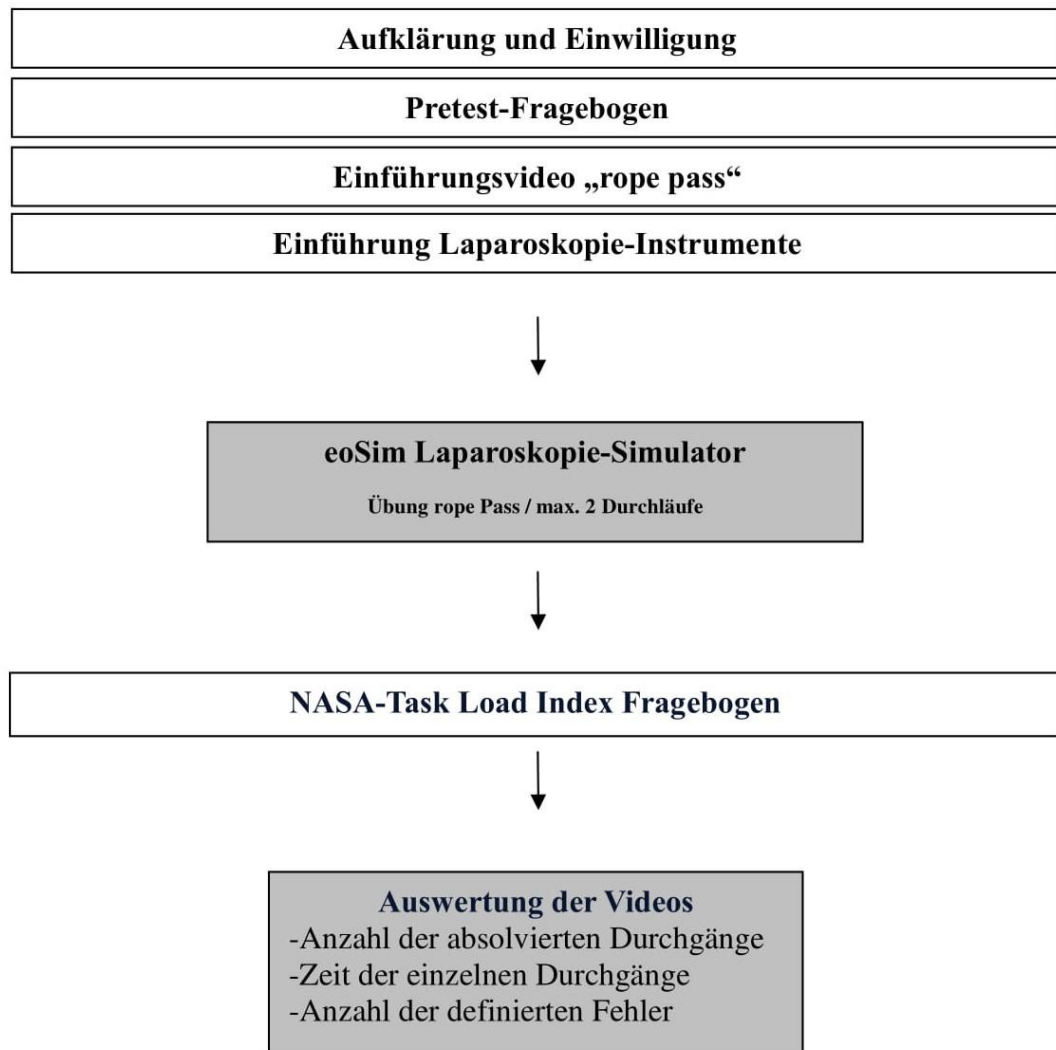 Aufklärung und Einwilligung
Pretest-Fragebogen
Einführungsvideo „rope pass“
Einführung Laparoskopie-Instrumente
eoSim Laparoskopie-Simulator
Übung rope Pass / max. 2 Durchläufe
NASA-Task Load Index Fragebogen
Auswertung der Videos
-Anzahl der absolvierten Durchgänge
-Zeit der einzelnen Durchgänge
-Anzahl der definierten Fehler